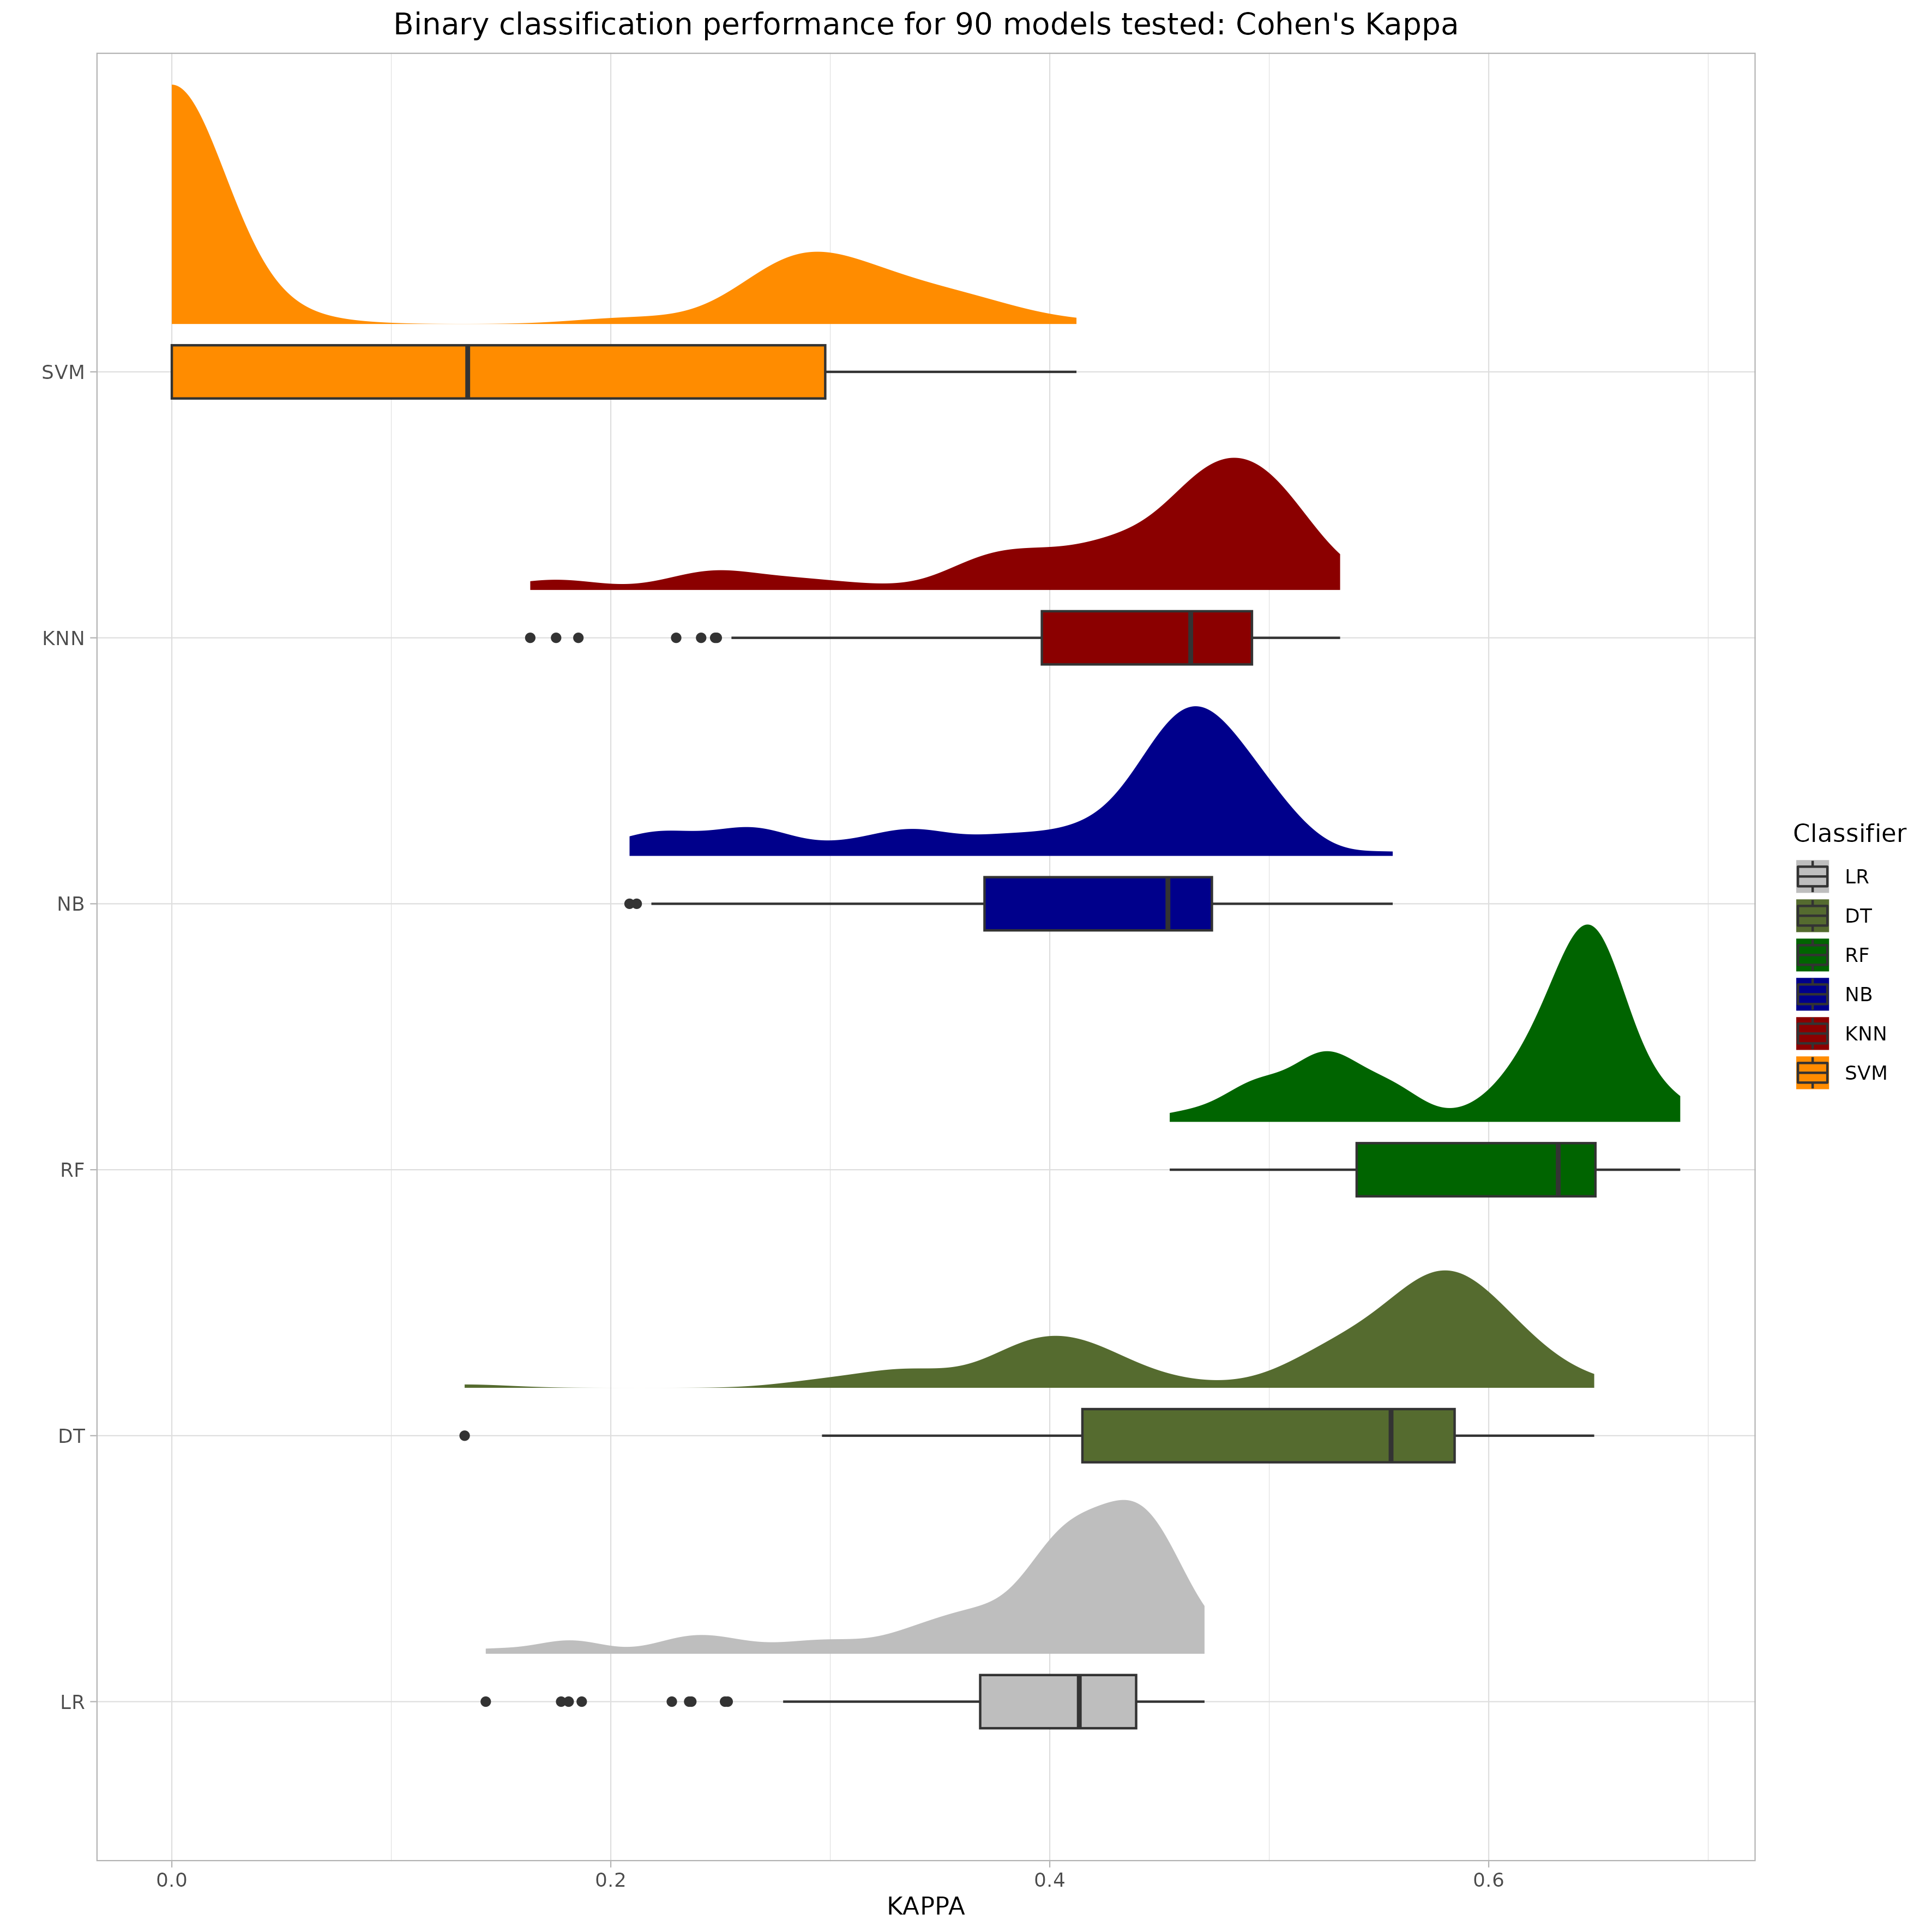 Binary classification performance for 90 models tested: Cohen's Kappa
SVM
KNN
NB
RF
DT
LR
0.0 0.2 0.4 0.6
KAPPA
Classifier
LR
DT
RF
NB
KNN
SVM